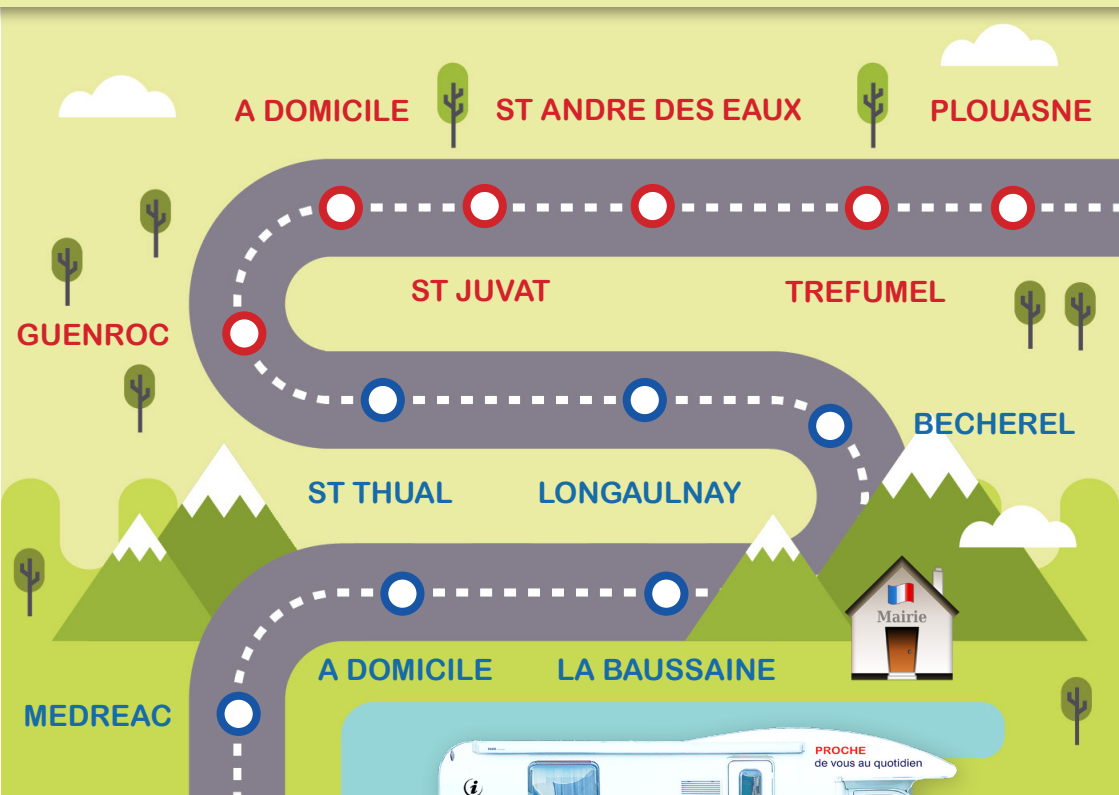 A DOMICILE
ST ANDRE DES EAUX
PLOUASNE
ST JUVAT
TREFUMEL
GUENROC
BECHEREL
ST THUAL
LONGAULNAY
Mairie
A DOMICILE
LA BAUSSAINE
MEDREAC
PROCHE
de vous au quotidien
i